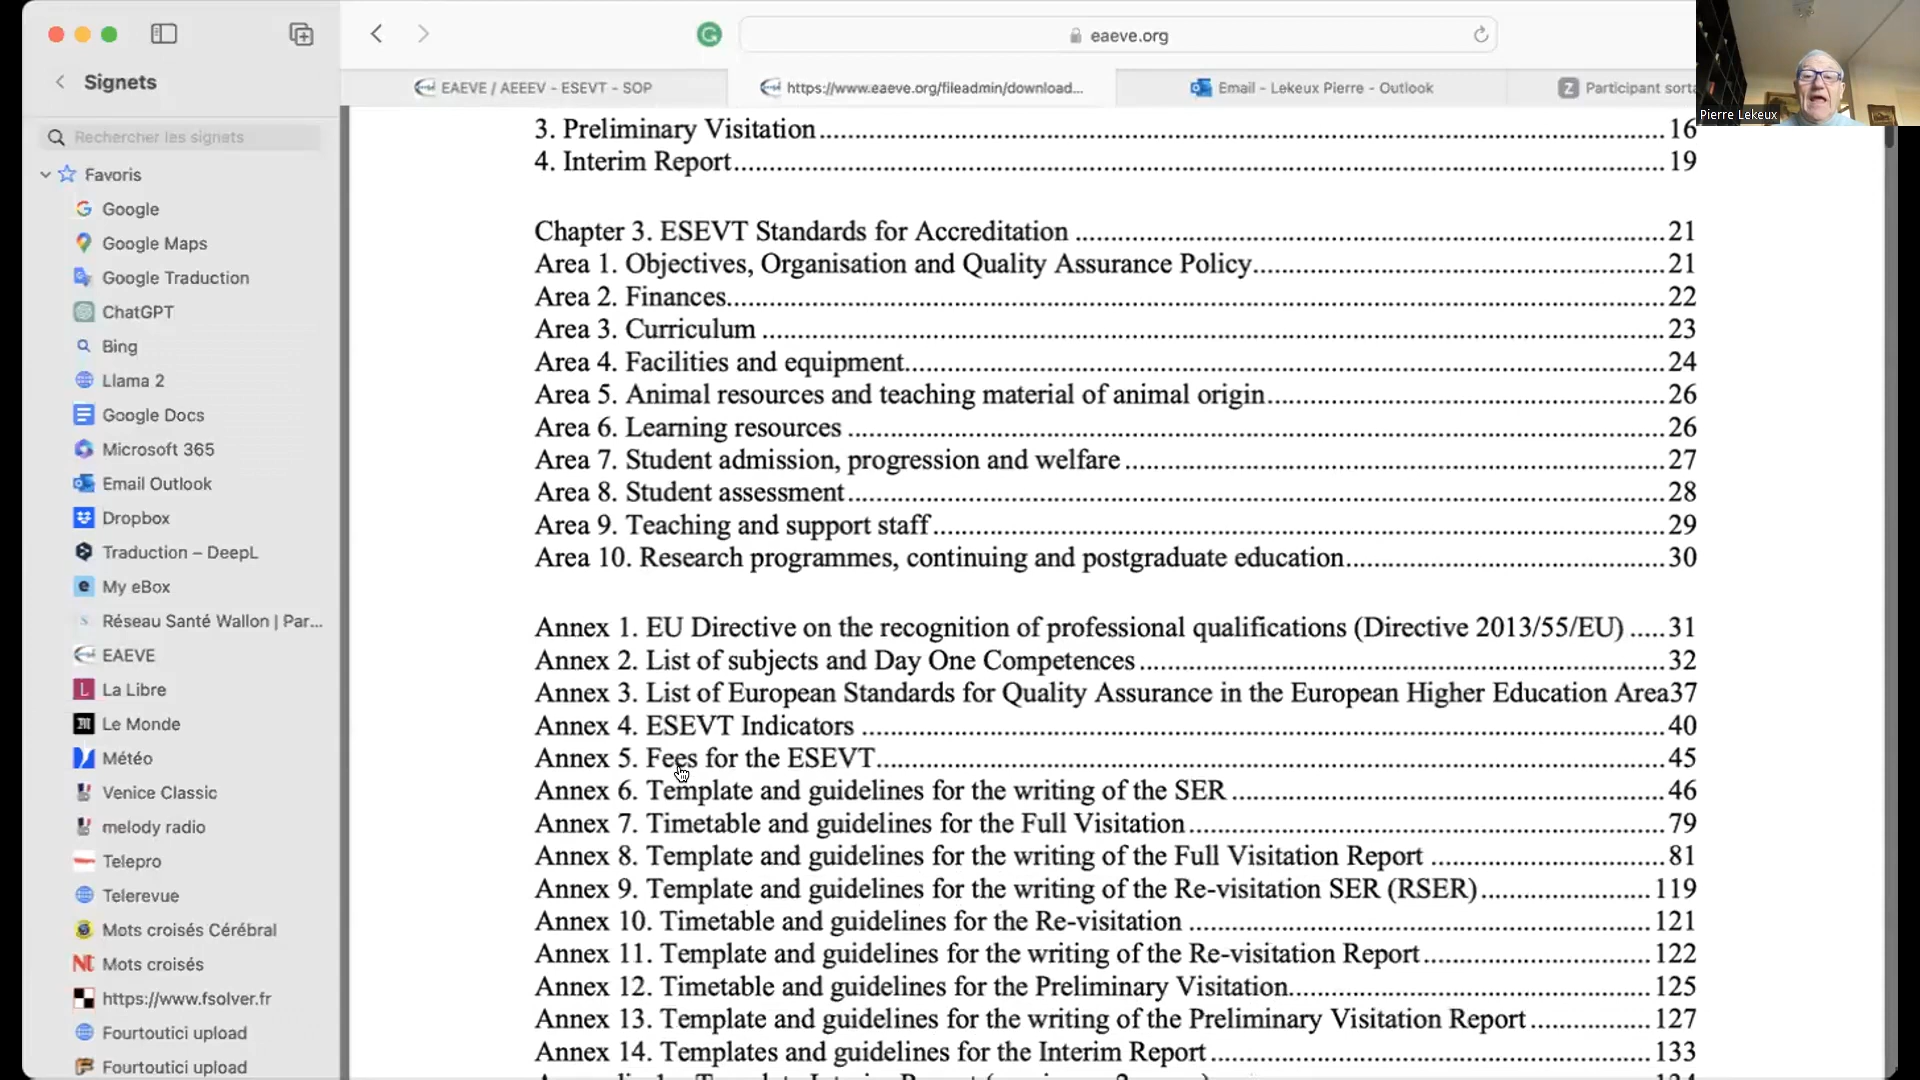 eaeve.org
Signets
EAEVE / AEEEV - ESEVT - SOP
https://www.eaeve.org/fileadmin/download...
Email - Lekeux Pierre - Outlook
Participant sorta
Pierre Lekeux
Rechercher les signets
Favoris
Google
Google Maps
Google Traduction
ChatGPT
Bing
Llama 2
Google Docs
Microsoft 365
Email Outlook
Dropbox
Traduction – DeepL
My eBox
Réseau Santé Wallon | Par...
EAEVE
La Libre
Le Monde
Météo
Venice Classic
melody radio
Telepro
Telerevue
Mots croisés Cérébral
Mots croisés
https://www.fsolver.fr
Fourtoutici upload
Fourtoutici upload
3. Preliminary Visitation 16
4. Interim Report 19
Chapter 3. ESEVT Standards for Accreditation 21
Area 1. Objectives, Organisation and Quality Assurance Policy 21
Area 2. Finances 22
Area 3. Curriculum 23
Area 4. Facilities and equipment 24
Area 5. Animal resources and teaching material of animal origin 26
Area 6. Learning resources 26
Area 7. Student admission, progression and welfare 27
Area 8. Student assessment 28
Area 9. Teaching and support staff 29
Area 10. Research programmes, continuing and postgraduate education 30
Annex 1. EU Directive on the recognition of professional qualifications (Directive 2013/55/EU) 31
Annex 2. List of subjects and Day One Competences 32
Annex 3. List of European Standards for Quality Assurance in the European Higher Education Area 37
Annex 4. ESEVT Indicators 40
Annex 5. Fees for the ESEVT 45
Annex 6. Template and guidelines for the writing of the SER 46
Annex 7. Timetable and guidelines for the Full Visitation 79
Annex 8. Template and guidelines for the writing of the Full Visitation Report 81
Annex 9. Template and guidelines for the writing of the Re-visitation SER (RSER) 119
Annex 10. Timetable and guidelines for the Re-visitation 121
Annex 11. Template and guidelines for the writing of the Re-visitation Report 122
Annex 12. Timetable and guidelines for the Preliminary Visitation 125
Annex 13. Template and guidelines for the writing of the Preliminary Visitation Report 127
Annex 14. Templates and guidelines for the Interim Report 133